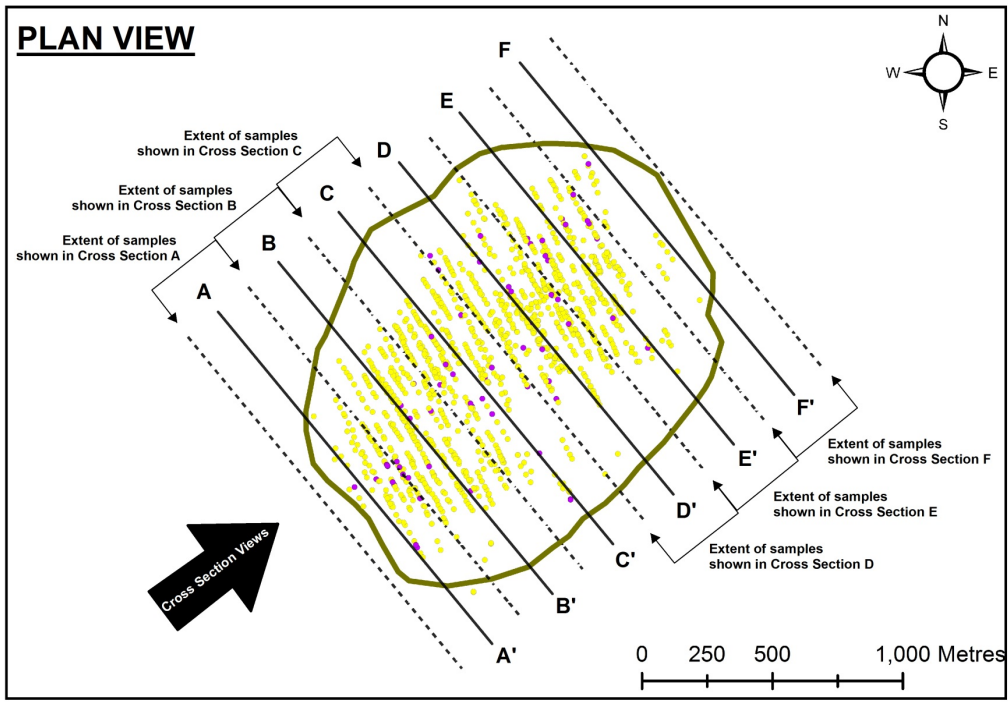 PLAN VIEW
N
W
E
S
F
E
D
C
B
A
Extent of samples
shown in Cross Section C
Extent of samples
shown in Cross Section B
Extent of samples
shown in Cross Section A
F'
E'
D'
C'
B'
A'
Extent of samples
shown in Cross Section F
Extent of samples
shown in Cross Section E
Extent of samples
shown in Cross Section D
Cross Section Views
0 250 500 1,000 Metres